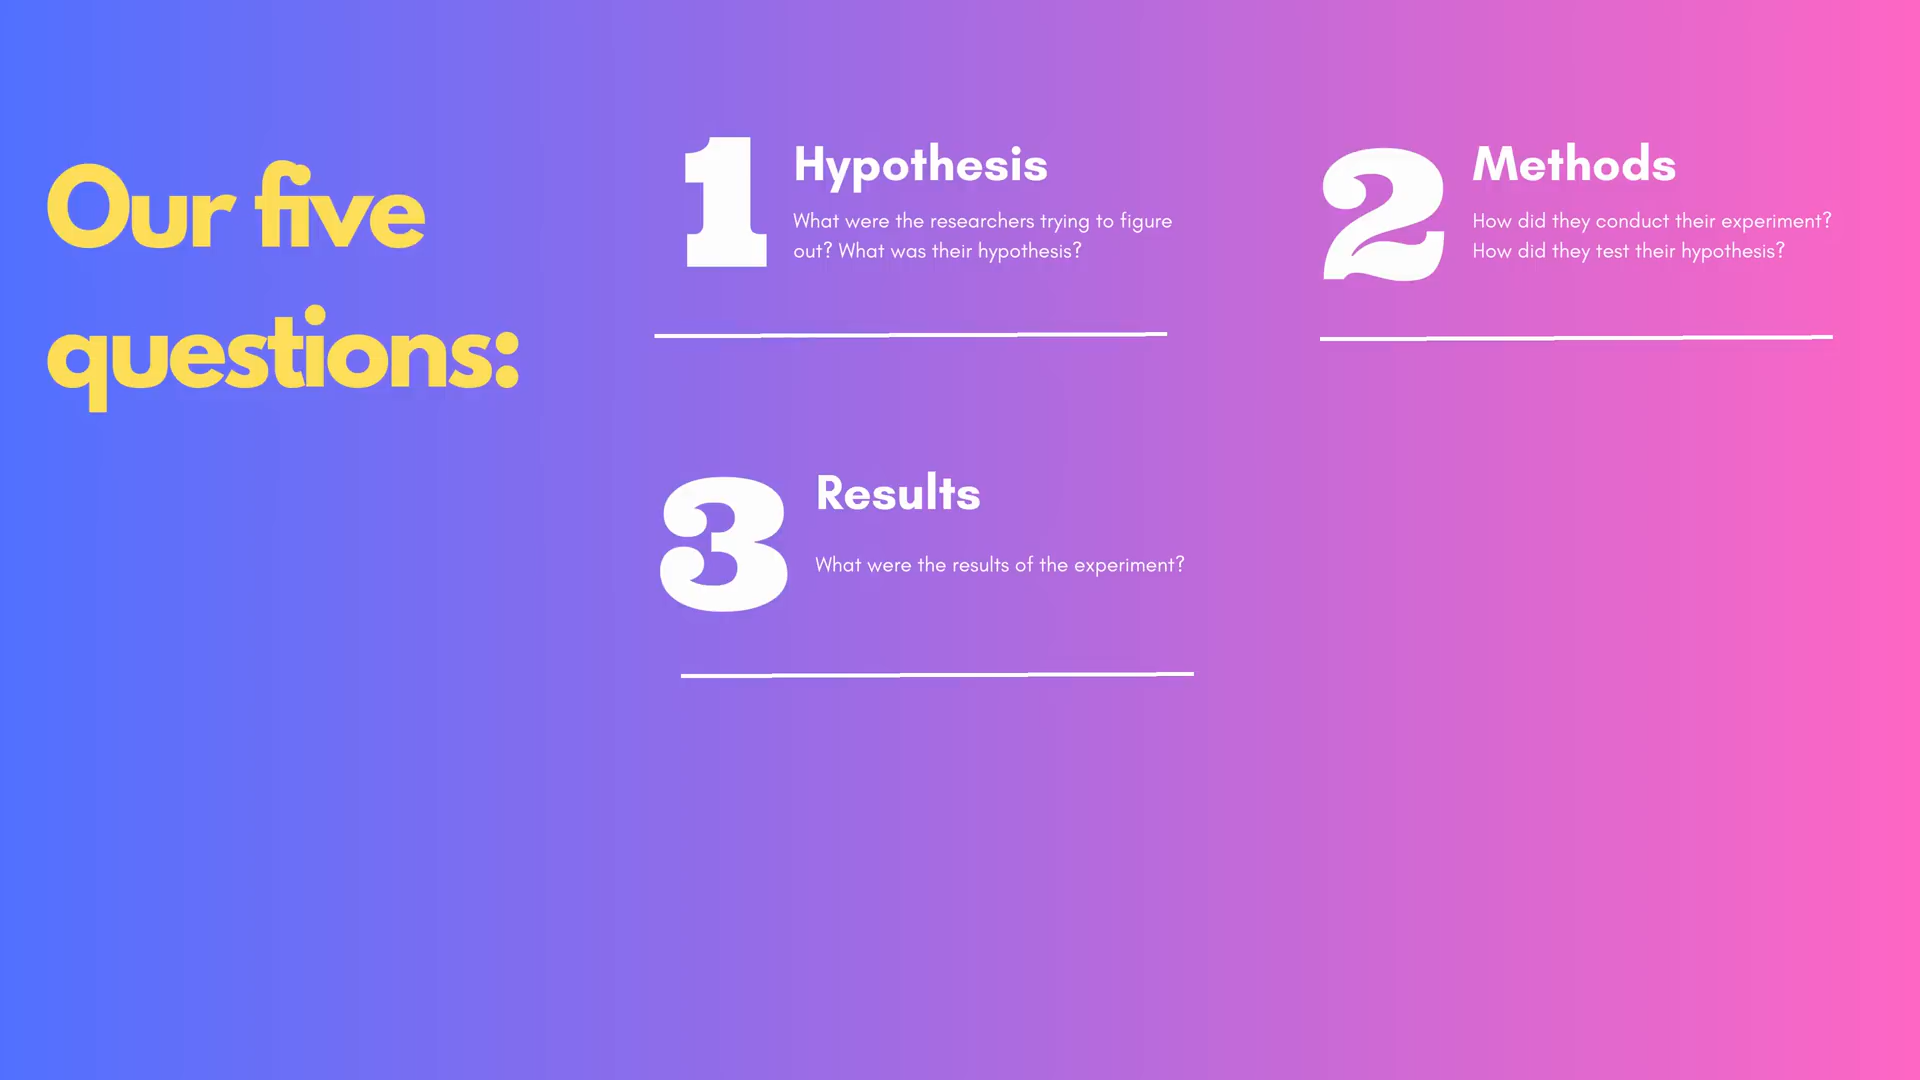 Our five
questions:
1
Hypothesis
What were the researchers trying to figure
out? What was their hypothesis?
2
Methods
How did they conduct their experiment?
How did they test their hypothesis?
3
Results
What were the results of the experiment?